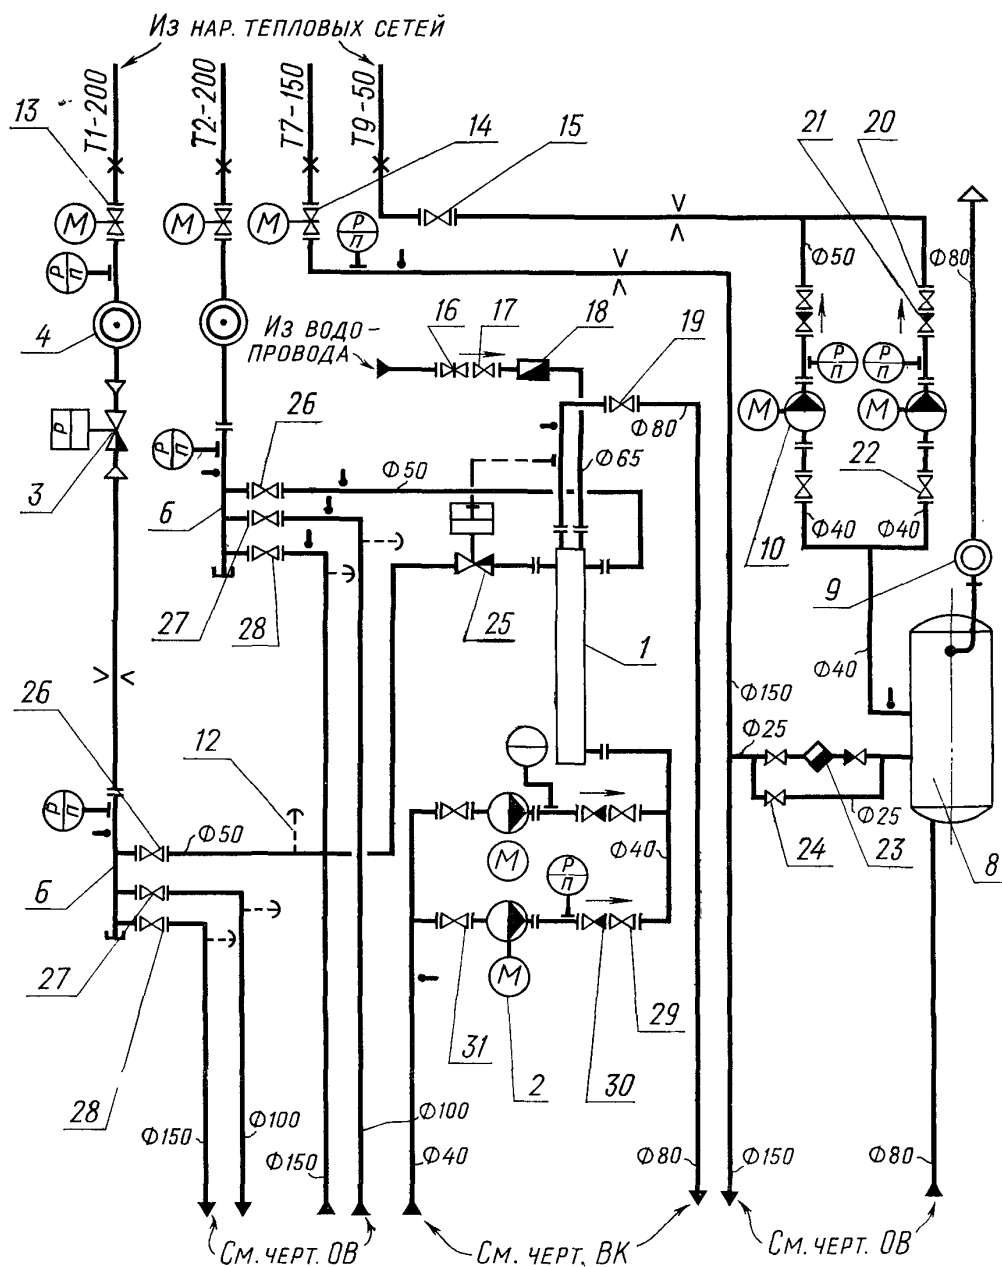 Из нар. тепловых сетей
Т1-200
Т2-200
Т7-150
Т9-50
13
14
15
21
20
М
М
М
Р
П
Р
П
Ф50
Ф80
4
Из водо-
провода
16
17
18
19
Р
П
Р
П
М
М
26
Ф80
Ф65
Р
Р
П
Ф50
3
6
22
10
Ф40
Ф40
27
28
25
9
1
Ф40
Ф150
26
12
Ф25
Р
П
Ф50
Ф25
24
23
8
М
Ф40
Р
П
6
27
М
31
2
30
29
28
Ф150
Ф100
Ф150
Ф100
Ф40
Ф80
Ф150
Ф80
См. черт. ОВ
См. черт. ВК
См. черт. ОВ